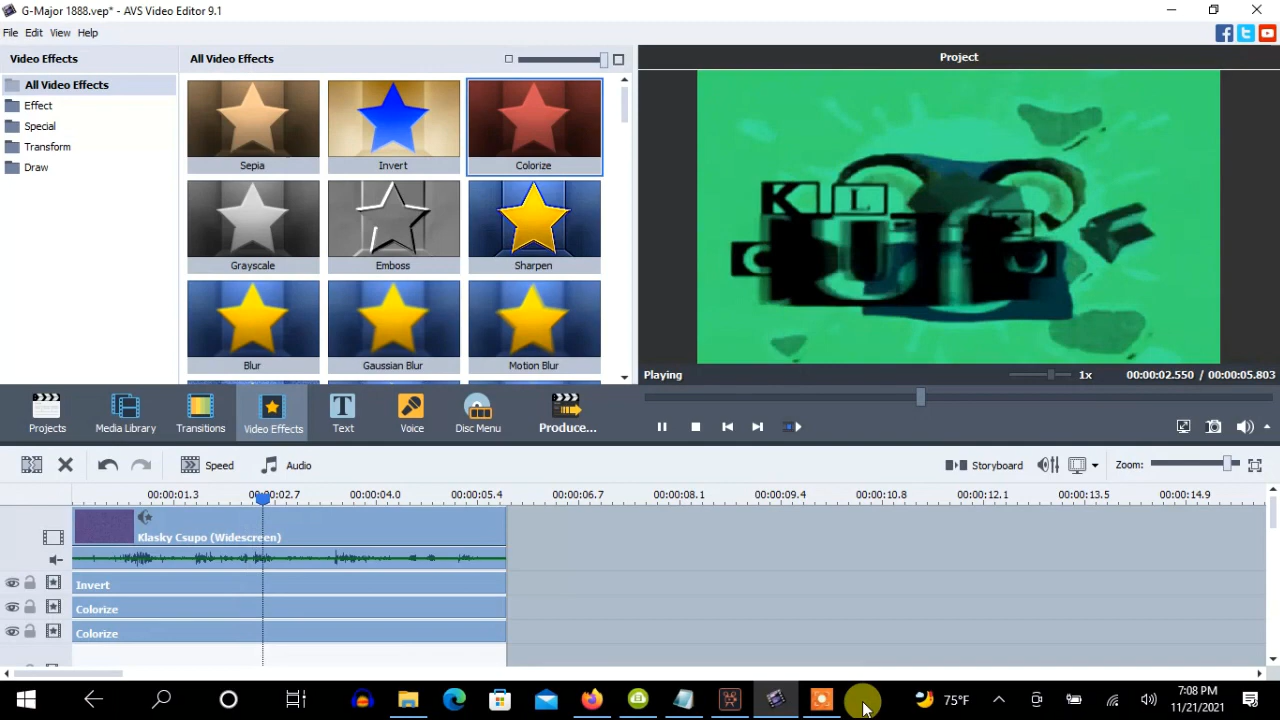 G-Major 1888.vep* - AVS Video Editor 9.1
File Edit View Help
Video Effects
All Video Effects
Project
All Video Effects
Effect
Special
Transform
Draw
Sepia
Invert
Colorize
Grayscale
Emboss
Sharpen
Blur
Gaussian Blur
Motion Blur
K L
Playing
1x
00:00:02.550 / 00:00:05.803
Projects
Media Library
Transitions
Video Effects
Text
Voice
Disc Menu
Produce...
Speed
Audio
Storyboard
Zoom:
00:00:01.3 00:00:02.7 00:00:04.0 00:00:05.4 00:00:06.7 00:00:08.1 00:00:09.4 00:00:10.8 00:00:12.1 00:00:13.5 00:00:14.9
Klasky Csupo (Widescreen)
Invert
Colorize
Colorize
75°F
7:08 PM
11/21/2021